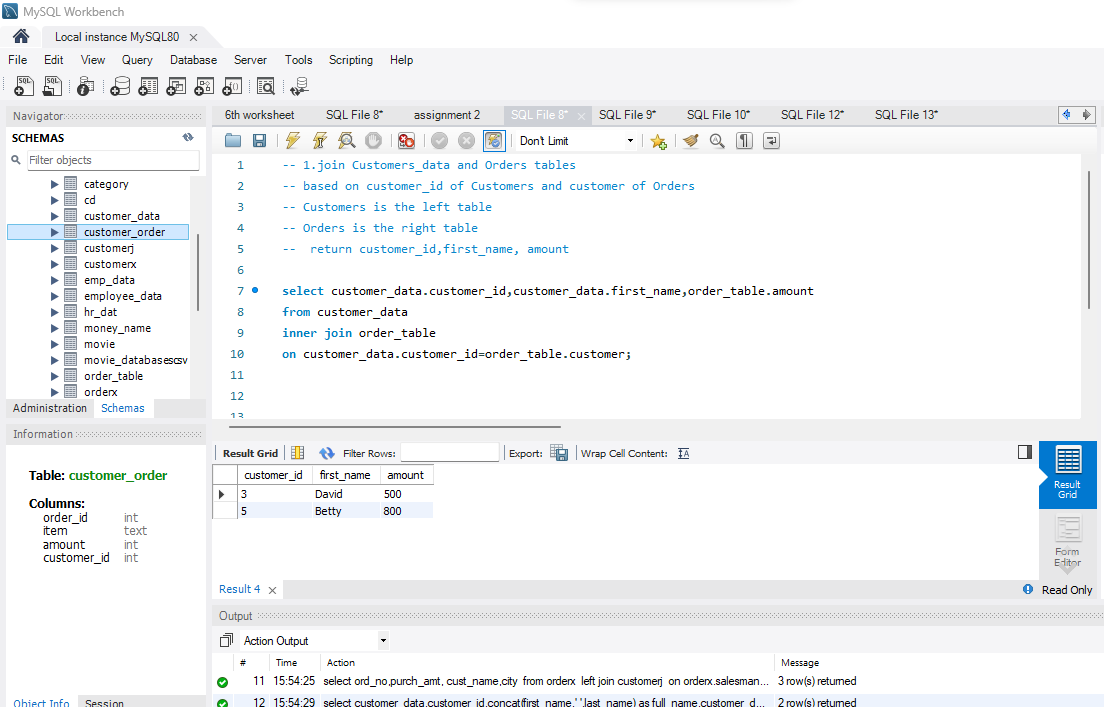 MySQL Workbench
Local instance MySQL80
File Edit View Query Database Server Tools Scripting Help
Navigator
SCHEMAS
Filter objects
category
cd
customer_data
customer_order
customerj
customerx
emp_data
employee_data
hr_dat
money_name
movie
movie_databasescsv
order_table
orderx
Administration Schemas
Information
Table: customer_order
Columns:
order_id int
item text
amount int
customer_id int
Object Info Session
6th worksheet SQL File 8* assignment 2 SQL File 8* SQL File 9* SQL File 10* SQL File 12* SQL File 13*
Don't Limit
1 -- 1.join Customers_data and Orders tables
2 -- based on customer_id of Customers and customer of Orders
3 -- Customers is the left table
4 -- Orders is the right table
5 --  return customer_id,first_name, amount
6
7 select customer_data.customer_id,customer_data.first_name,order_table.amount
8 from customer_data
9 inner join order_table
10 on customer_data.customer_id=order_table.customer;
11
12
13
Result Grid Filter Rows: Export: Wrap Cell Content:
customer_id first_name amount
3 David 500
5 Betty 800
Result Grid
Form Editor
Result 4 Read Only
Output
Action Output
# Time Action Message
11 15:54:25 select ord_no,purch_amt, cust_name,city from orderx left join customerj on orderx.salesman... 3 row(s) returned
12 15:54:29 select customer_data.customer_id,concat(first_name,' ',last_name) as full_name,customer_d... 2 row(s) returned